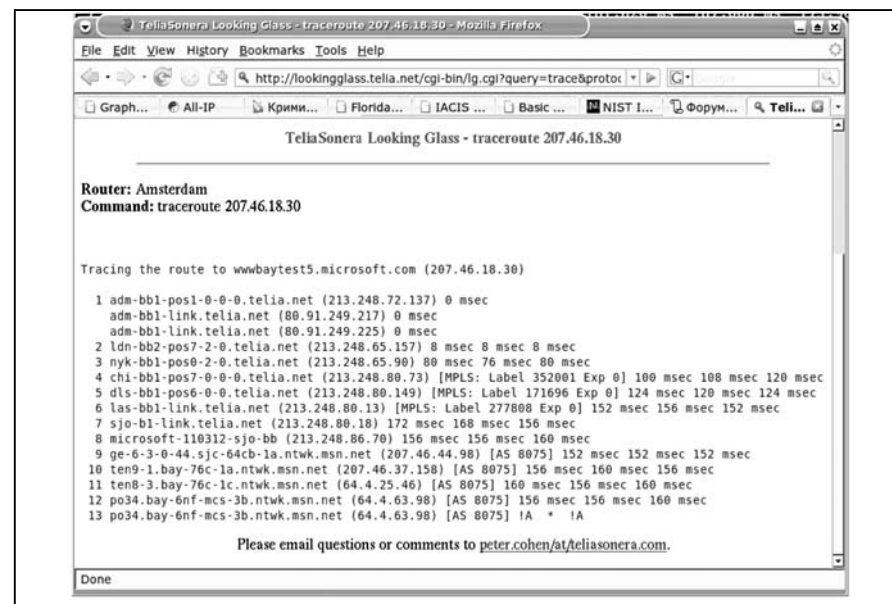 TeliaSonera Looking Glass - traceroute 207.46.18.30 - Mozilla Firefox
File Edit View History Bookmarks Tools Help
http://lookingglass.telia.net/cgi-bin/lg.cgi?query=trace&protoc
Graph... All-IP Крими... Florida... IACIS ... Basic ... NIST I... Форум... Teli...
TeliaSonera Looking Glass - traceroute 207.46.18.30
Router: Amsterdam
Command: traceroute 207.46.18.30
Tracing the route to wwwbaytest5.microsoft.com (207.46.18.30)
1 adm-bb1-pos1-0-0-0.telia.net (213.248.72.137) 0 msec
adm-bb1-link.telia.net (80.91.249.217) 0 msec
adm-bb1-link.telia.net (80.91.249.225) 0 msec
2 ldn-bb2-pos7-2-0.telia.net (213.248.65.157) 8 msec 8 msec 8 msec
3 nyk-bb1-pos0-2-0.telia.net (213.248.65.90) 80 msec 76 msec 80 msec
4 chi-bb1-pos7-0-0-0.telia.net (213.248.80.73) [MPLS: Label 352001 Exp 0] 100 msec 108 msec 120 msec
5 dls-bb1-pos6-0-0.telia.net (213.248.80.149) [MPLS: Label 171696 Exp 0] 124 msec 120 msec 124 msec
6 las-bb1-link.telia.net (213.248.80.13) [MPLS: Label 277808 Exp 0] 152 msec 156 msec 152 msec
7 sjo-b1-link.telia.net (213.248.80.18) 172 msec 168 msec 156 msec
8 microsoft-110312-sjo-bb (213.248.86.70) 156 msec 156 msec 160 msec
9 ge-6-3-0-44.sjc-64cb-1a.ntwk.msn.net (207.46.44.98) [AS 8075] 152 msec 152 msec 152 msec
10 ten9-1.bay-76c-1a.ntwk.msn.net (207.46.37.158) [AS 8075] 156 msec 160 msec 156 msec
11 ten8-3.bay-76c-1c.ntwk.msn.net (64.4.25.46) [AS 8075] 160 msec 156 msec 160 msec
12 po34.bay-6nf-mcs-3b.ntwk.msn.net (64.4.63.98) [AS 8075] 156 msec 156 msec 160 msec
13 po34.bay-6nf-mcs-3b.ntwk.msn.net (64.4.63.98) [AS 8075] !A * !A
Please email questions or comments to peter.cohen/at/teliasonera.com.
Done